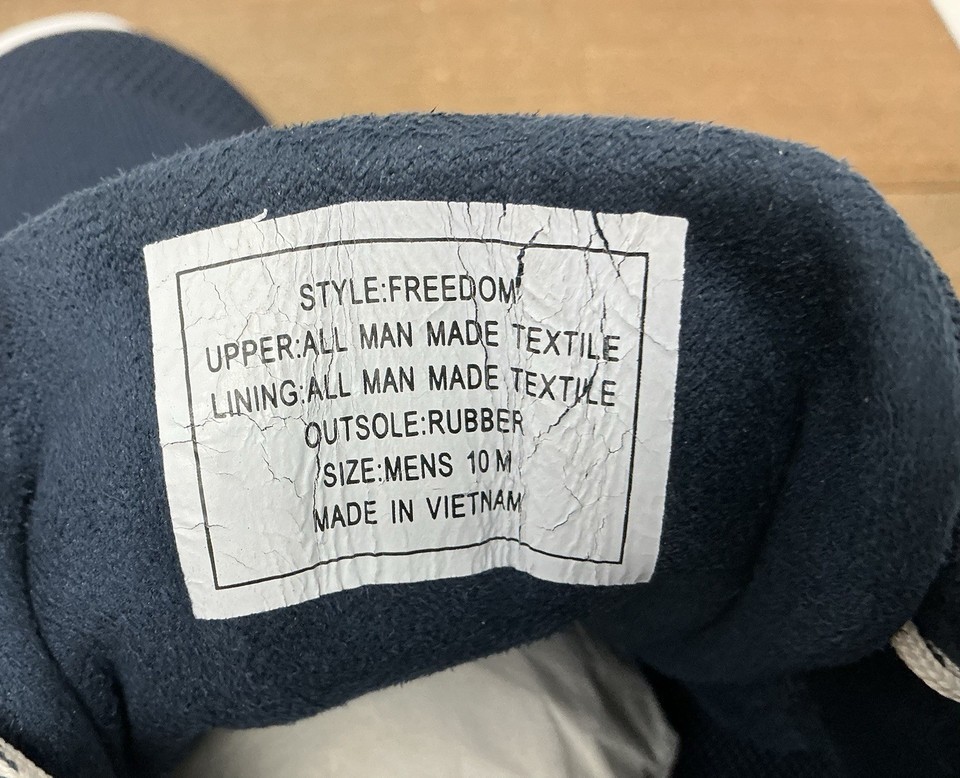 STYLE:FREEDOM
UPPER:ALL MAN MADE TEXTILE
LINING:ALL MAN MADE TEXTILE
OUTSOLE:RUBBER
SIZE:MENS 10 M
MADE IN VIETNAM